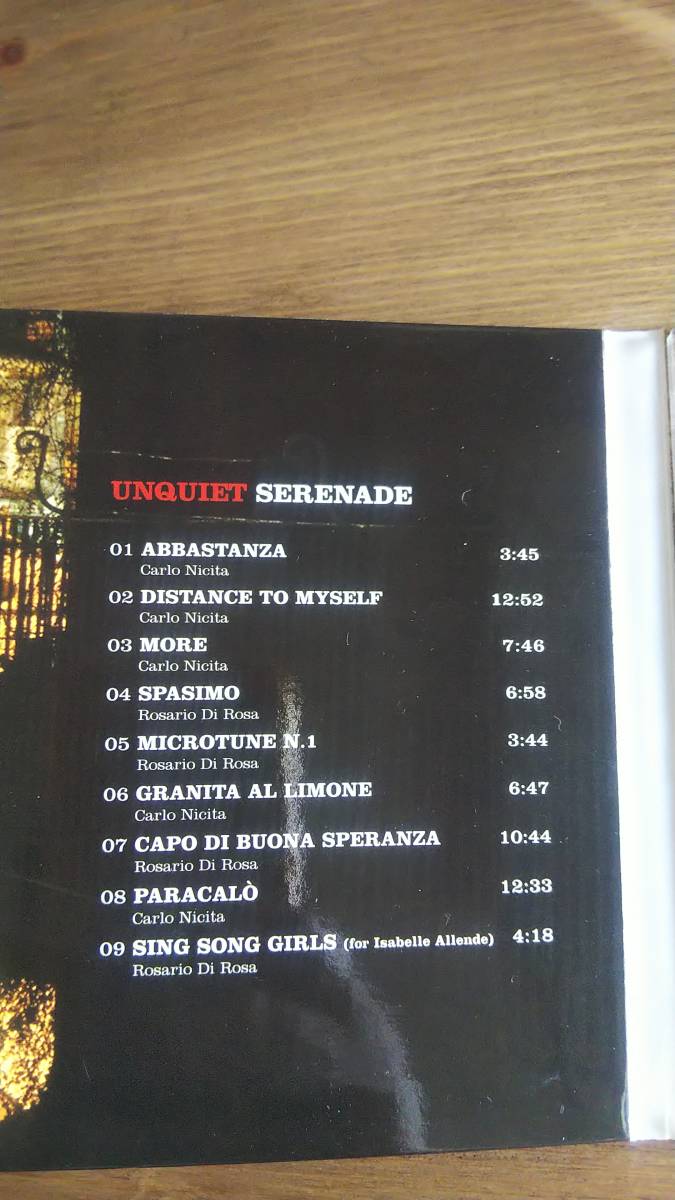 UNQUIET SERENADE
01 ABBASTANZA 3:45
Carlo Nicita
02 DISTANCE TO MYSELF 12:52
Carlo Nicita
03 MORE 7:46
Carlo Nicita
04 SPASIMO 6:58
Rosario Di Rosa
05 MICROTUNE N.1 3:44
Rosario Di Rosa
06 GRANITA AL LIMONE 6:47
Carlo Nicita
07 CAPO DI BUONA SPERANZA 10:44
Rosario Di Rosa
08 PARACALÒ 12:33
Carlo Nicita
09 SING SONG GIRLS (for Isabelle Allende) 4:18
Rosario Di Rosa